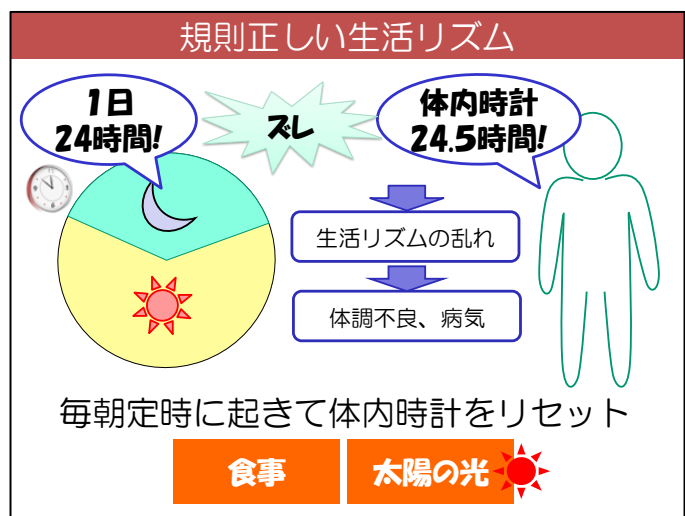 規則正しい生活リズム
1日
24時間!
ズレ
体内時計
24.5時間!
生活リズムの乱れ
体調不良、病気
毎朝定時に起きて体内時計をリセット
食事
太陽の光